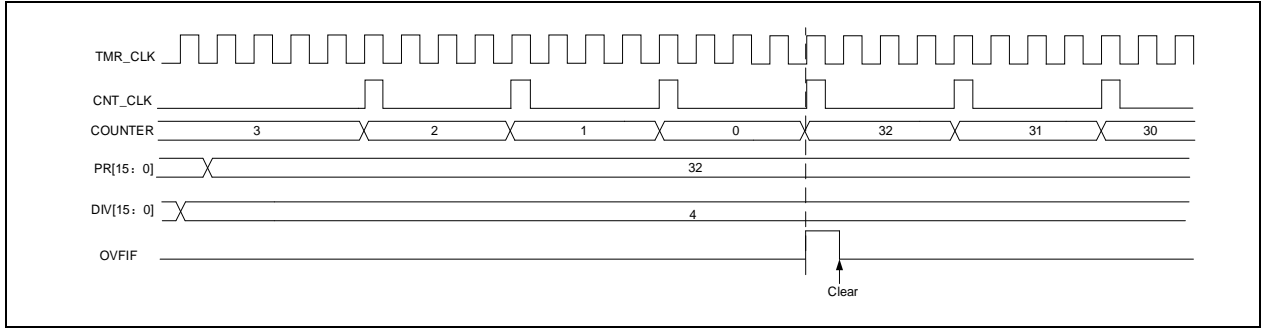 TMR_CLK
CNT_CLK
COUNTER 3 2 1 0 32 31 30
PR[15：0] 32
DIV[15：0] 4
OVFIF
Clear